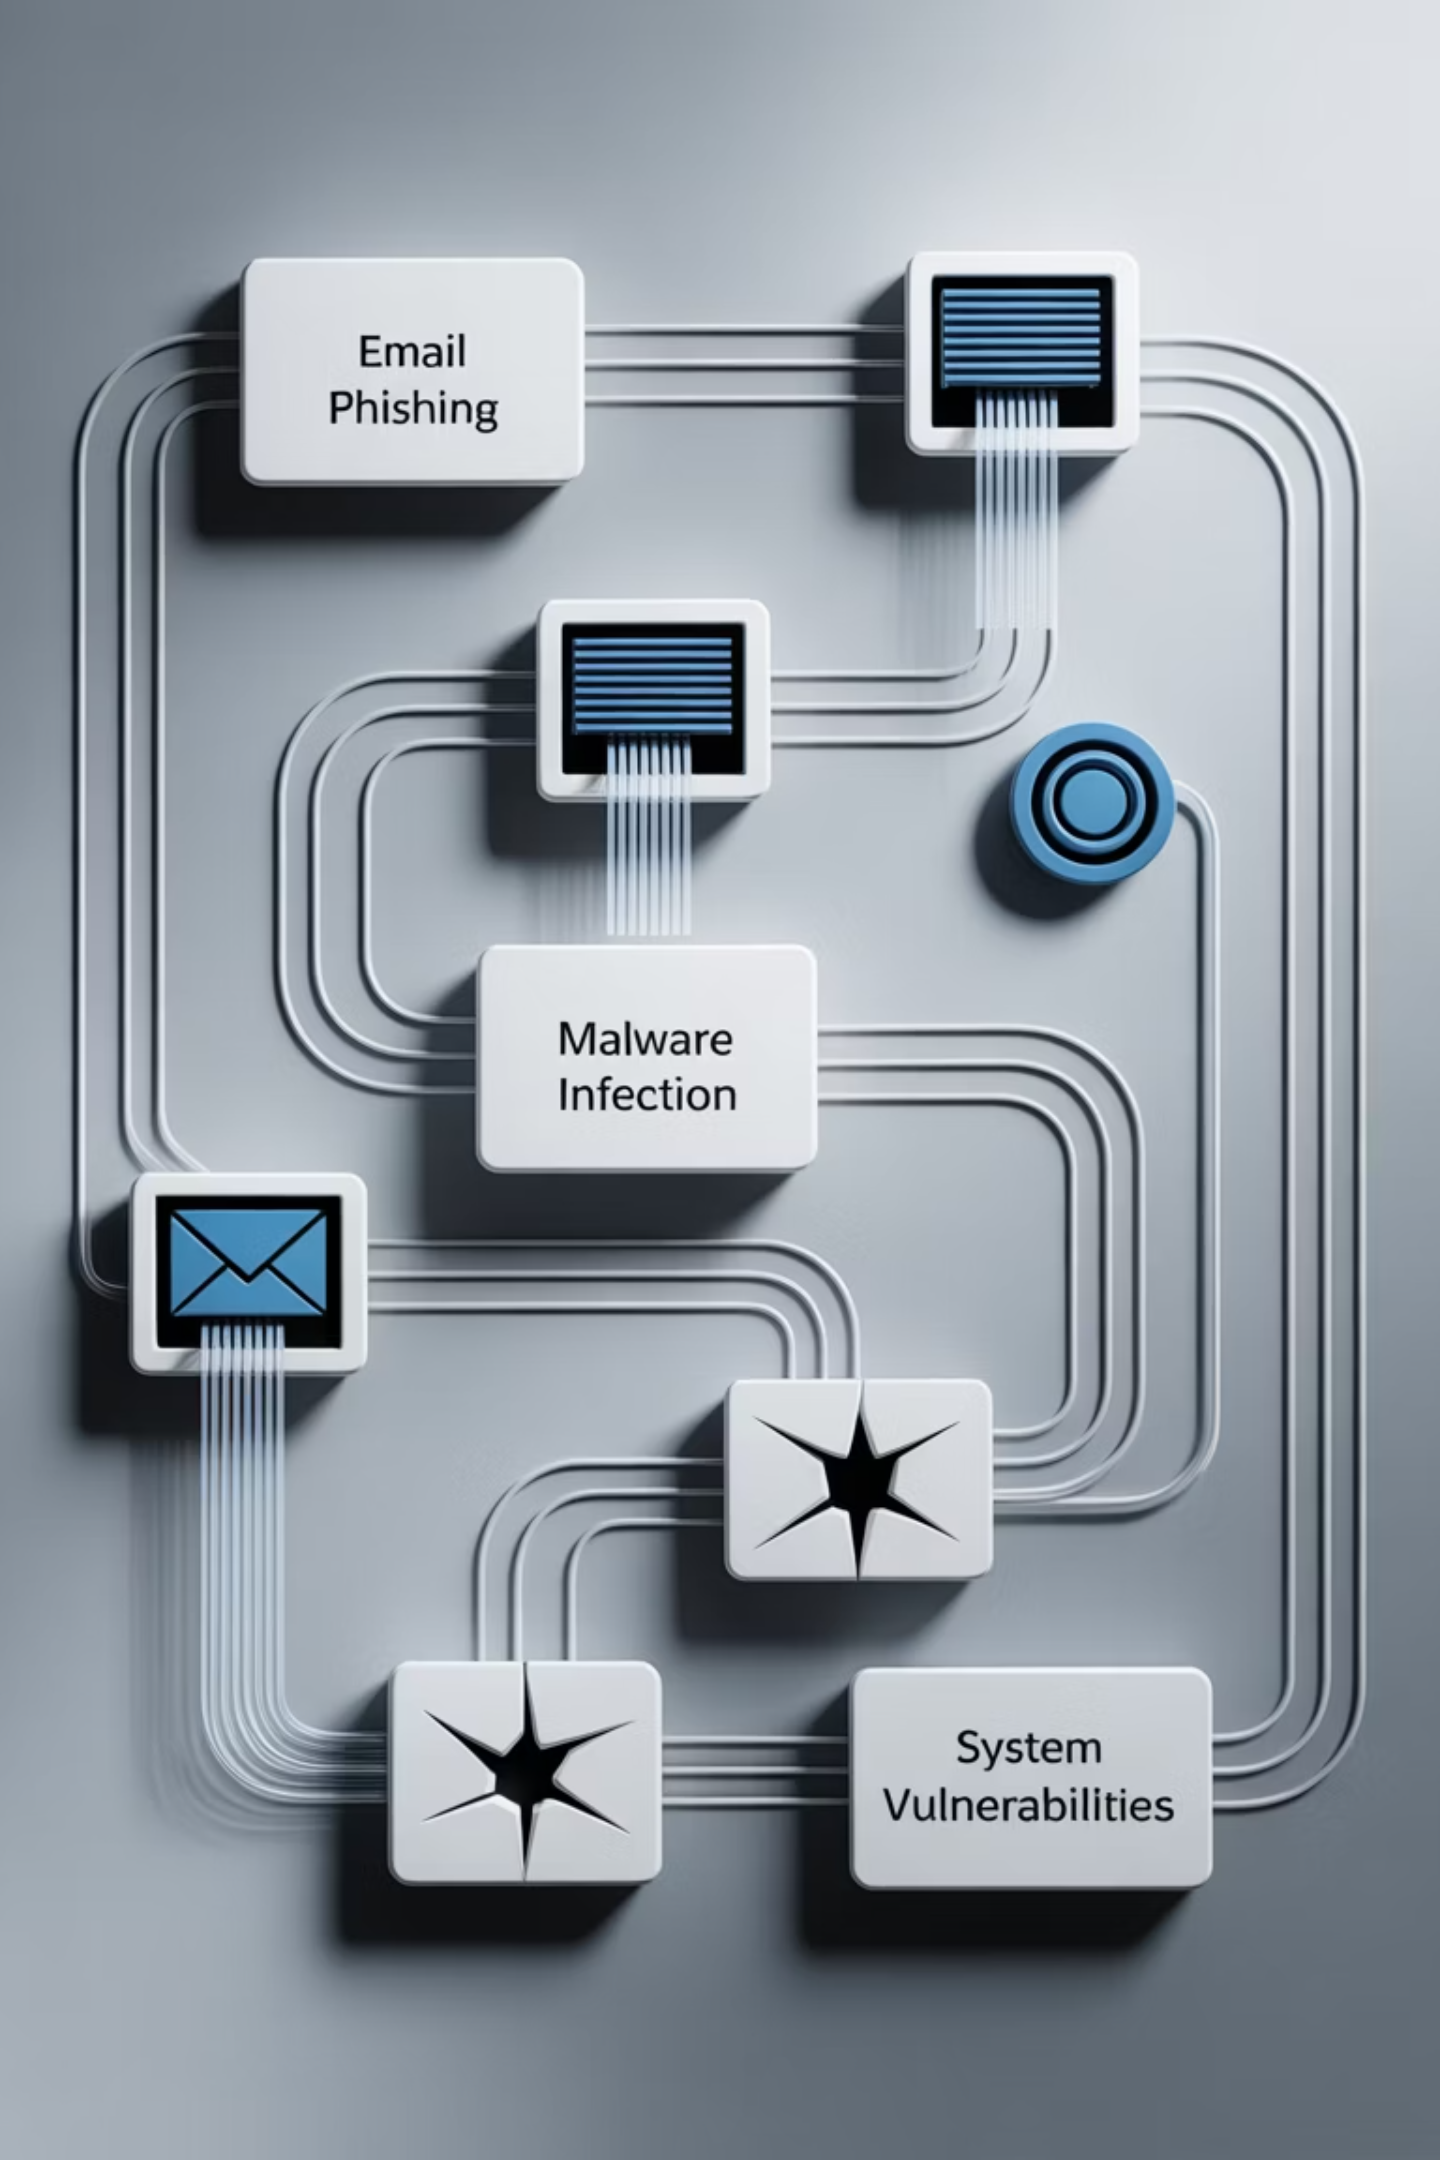 Email
Phishing
Malware
Infection
System
Vulnerabilities